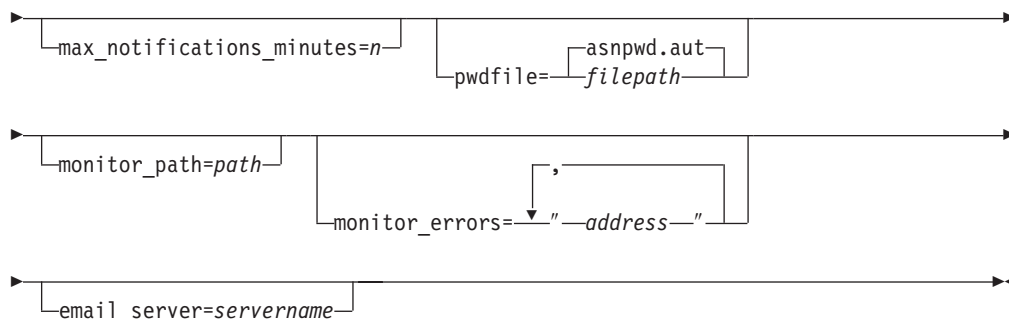 max_notifications_minutes=n
asnpwd.aut
pwdfile= filepath
monitor_path=path
,
monitor_errors= " address "
email_server=servername